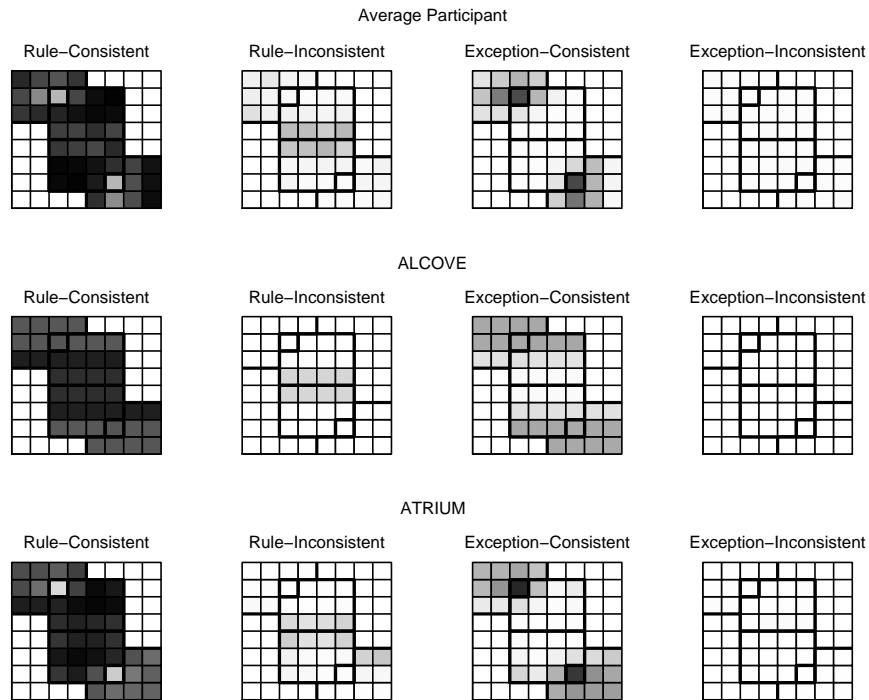 Average Participant
Rule−Consistent Rule−Inconsistent Exception−Consistent Exception−Inconsistent
ALCOVE
Rule−Consistent Rule−Inconsistent Exception−Consistent Exception−Inconsistent
ATRIUM
Rule−Consistent Rule−Inconsistent Exception−Consistent Exception−Inconsistent